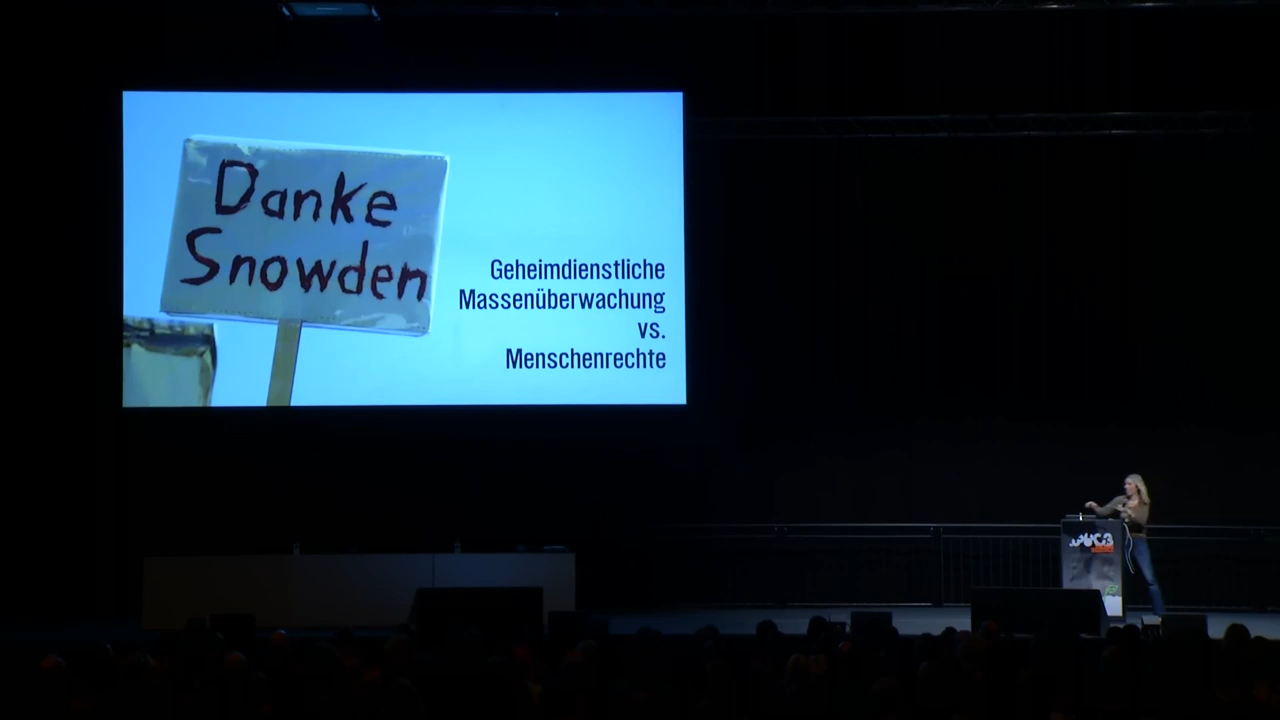 Danke
Snowden
Geheimdienstliche
Massenüberwachung
vs.
Menschenrechte